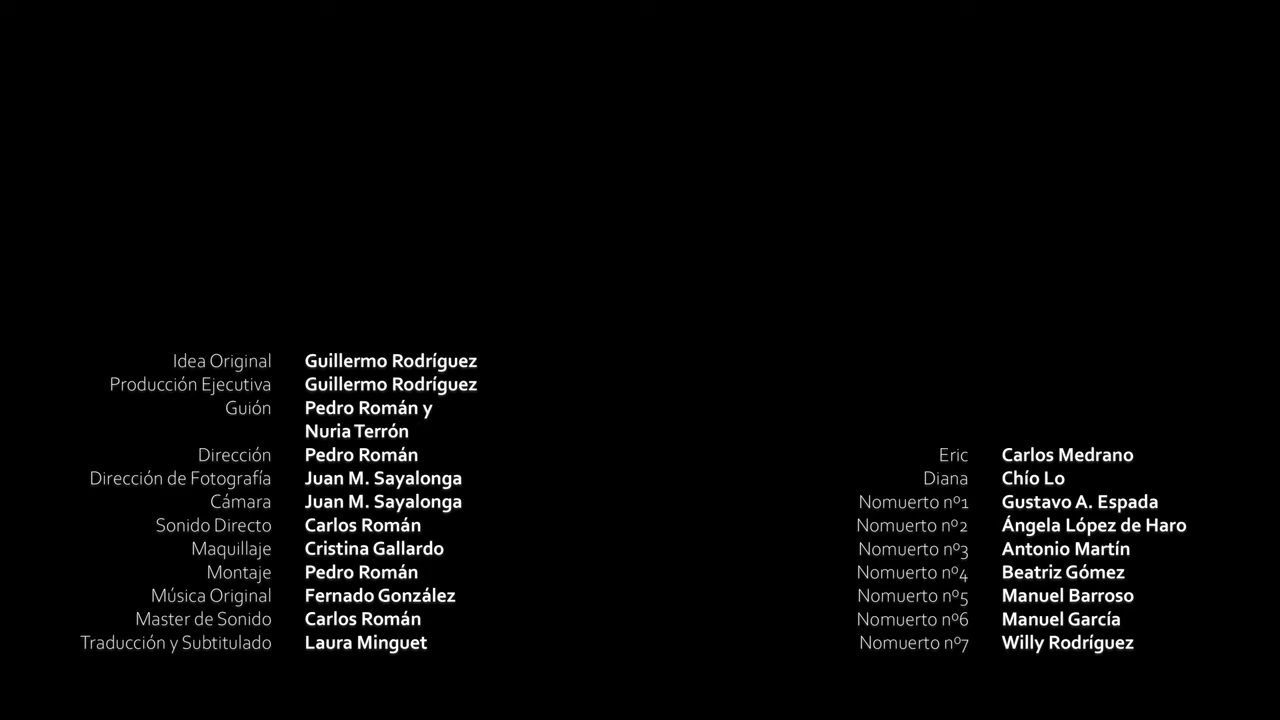 Idea Original Guillermo Rodríguez
Producción Ejecutiva Guillermo Rodríguez
Guión Pedro Román y
Nuria Terrón
Dirección Pedro Román
Dirección de Fotografía Juan M. Sayalonga
Cámara Juan M. Sayalonga
Sonido Directo Carlos Román
Maquillaje Cristina Gallardo
Montaje Pedro Román
Música Original Fernado González
Master de Sonido Carlos Román
Traducción y Subtitulado Laura Minguet
Eric Carlos Medrano
Diana Chío Lo
Nomuerto nº1 Gustavo A. Espada
Nomuerto nº2 Ángela López de Haro
Nomuerto nº3 Antonio Martín
Nomuerto nº4 Beatriz Gómez
Nomuerto nº5 Manuel Barroso
Nomuerto nº6 Manuel García
Nomuerto nº7 Willy Rodríguez